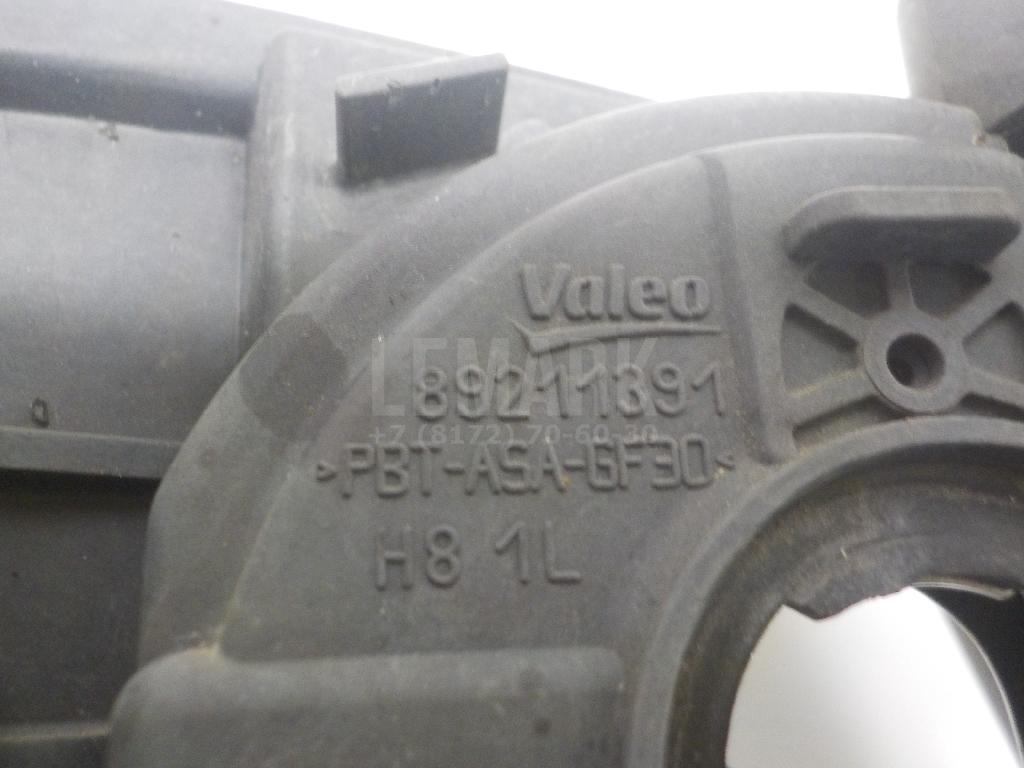 Valeo
LEMARK
89211391
+7 (8172) 70-60-30
>PBT-ASA-GF30<
H8 1L